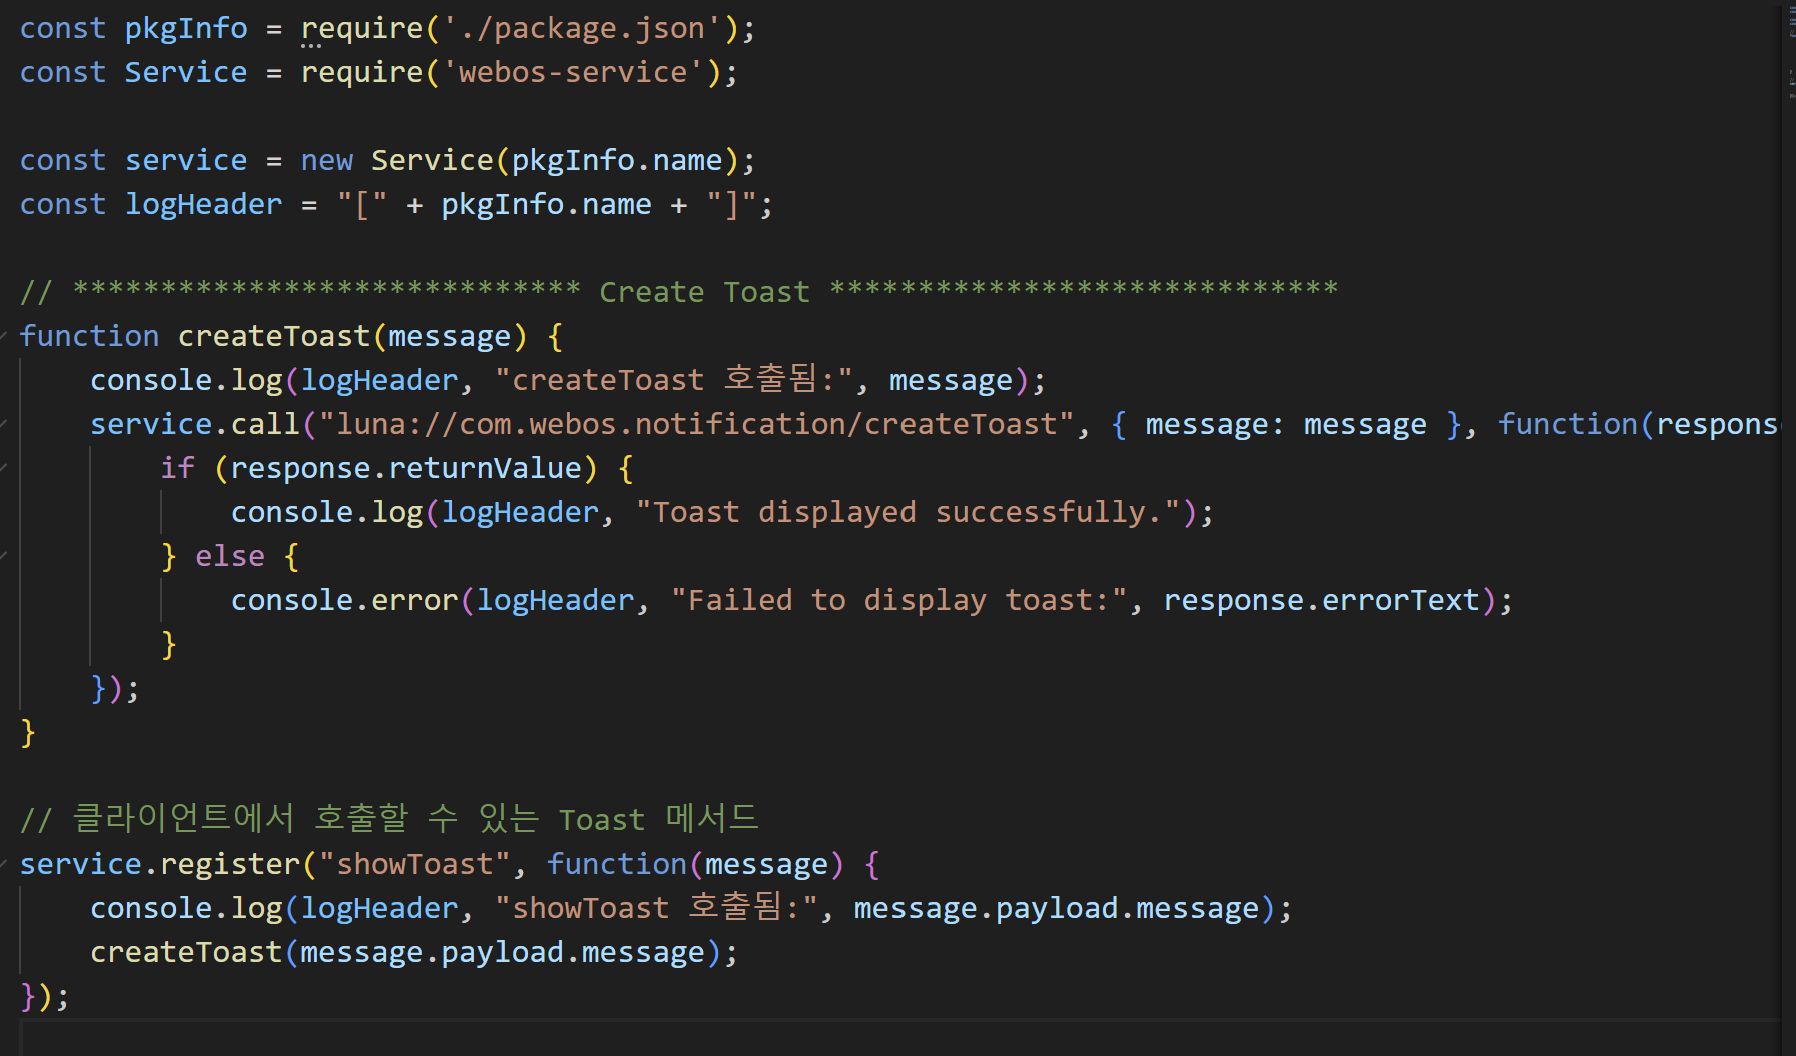 const pkgInfo = require('./package.json');
const Service = require('webos-service');
const service = new Service(pkgInfo.name);
const logHeader = "[" + pkgInfo.name + "]";
// ***************************** Create Toast *****************************
function createToast(message) {
console.log(logHeader, "createToast 호출됨:", message);
service.call("luna://com.webos.notification/createToast", { message: message }, function(respons
if (response.returnValue) {
console.log(logHeader, "Toast displayed successfully.");
} else {
console.error(logHeader, "Failed to display toast:", response.errorText);
}
});
}
// 클라이언트에서 호출할 수 있는 Toast 메서드
service.register("showToast", function(message) {
console.log(logHeader, "showToast 호출됨:", message.payload.message);
createToast(message.payload.message);
});